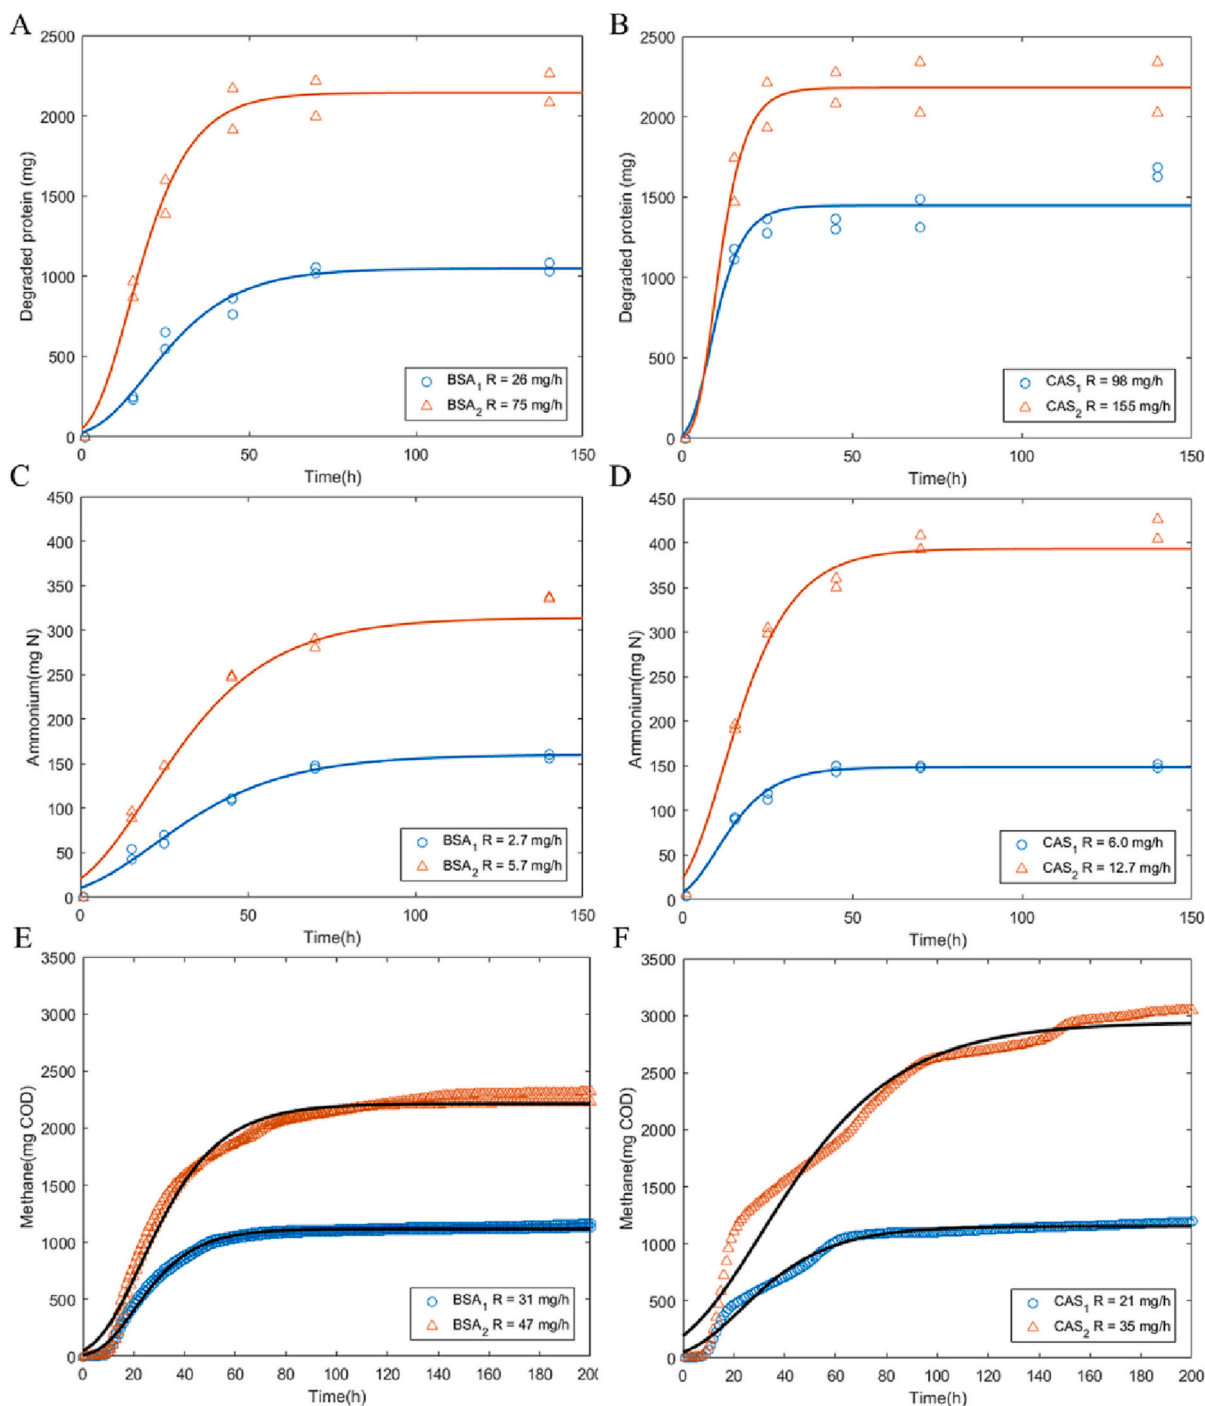 A
2500
2000
1500
1000
500
0
Degraded protein (mg)
BSA1 R = 26 mg/h
BSA2 R = 75 mg/h
0 50 100 150
Time(h)
B
2500
2000
1500
1000
500
0
Degraded protein (mg)
CAS1 R = 98 mg/h
CAS2 R = 155 mg/h
0 50 100 150
Time(h)
C
450
400
350
300
250
200
150
100
50
0
Ammonium(mg N)
BSA1 R = 2.7 mg/h
BSA2 R = 5.7 mg/h
0 50 100 150
Time(h)
D
450
400
350
300
250
200
150
100
50
0
Ammonium(mg N)
CAS1 R = 6.0 mg/h
CAS2 R = 12.7 mg/h
0 50 100 150
Time(h)
E
3500
3000
2500
2000
1500
1000
500
0
Methane(mg COD)
BSA1 R = 31 mg/h
BSA2 R = 47 mg/h
0 20 40 60 80 100 120 140 160 180 200
Time(h)
F
3500
3000
2500
2000
1500
1000
500
0
Methane(mg COD)
CAS1 R = 21 mg/h
CAS2 R = 35 mg/h
0 20 40 60 80 100 120 140 160 180 200
Time(h)